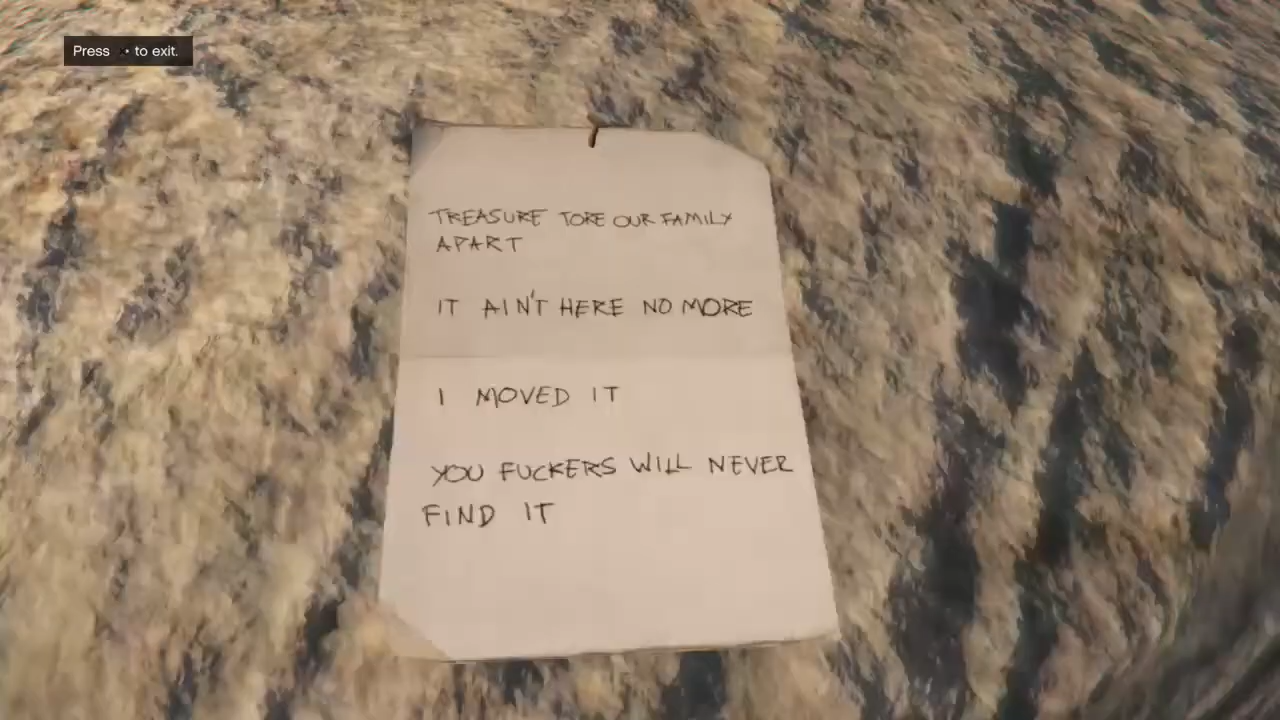 Press to exit.
TREASURE TORE OUR FAMILY
APART
IT AIN'T HERE NO MORE
I MOVED IT
YOU FUCKERS WILL NEVER
FIND IT